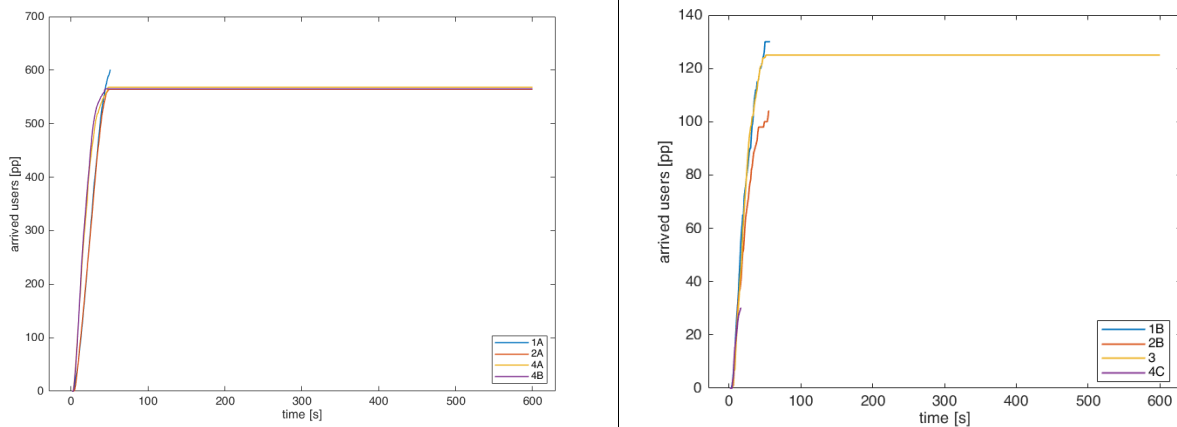 700
600
500
400
300
200
100
0
arrived users [pp]
0 100 200 300 400 500 600
time [s]
1A
2A
4A
4B
140
120
100
80
60
40
20
0
arrived users [pp]
0 100 200 300 400 500 600
time [s]
1B
2B
3
4C